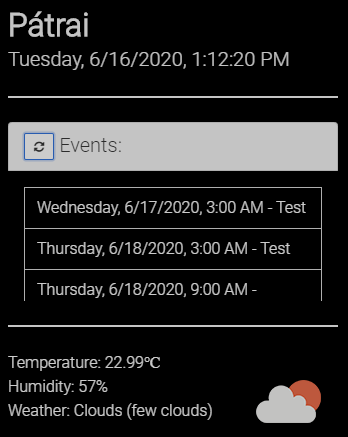 Pátrai
Tuesday, 6/16/2020, 1:12:20 PM
Events:
Wednesday, 6/17/2020, 3:00 AM - Test
Thursday, 6/18/2020, 3:00 AM - Test
Thursday, 6/18/2020, 9:00 AM -
Temperature: 22.99℃
Humidity: 57%
Weather: Clouds (few clouds)